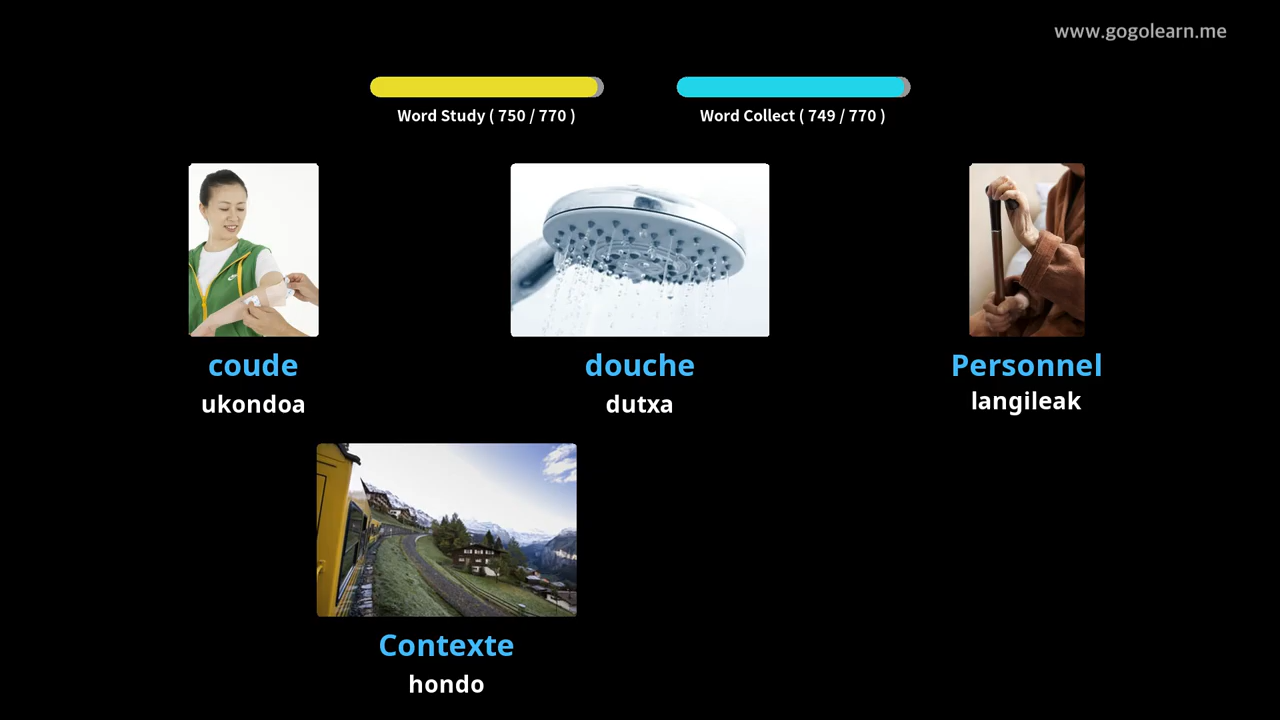 www.gogolearn.me
Word Study ( 750 / 770 )
Word Collect ( 749 / 770 )
coude
douche
Personnel
ukondoa
dutxa
langileak
Contexte
hondo